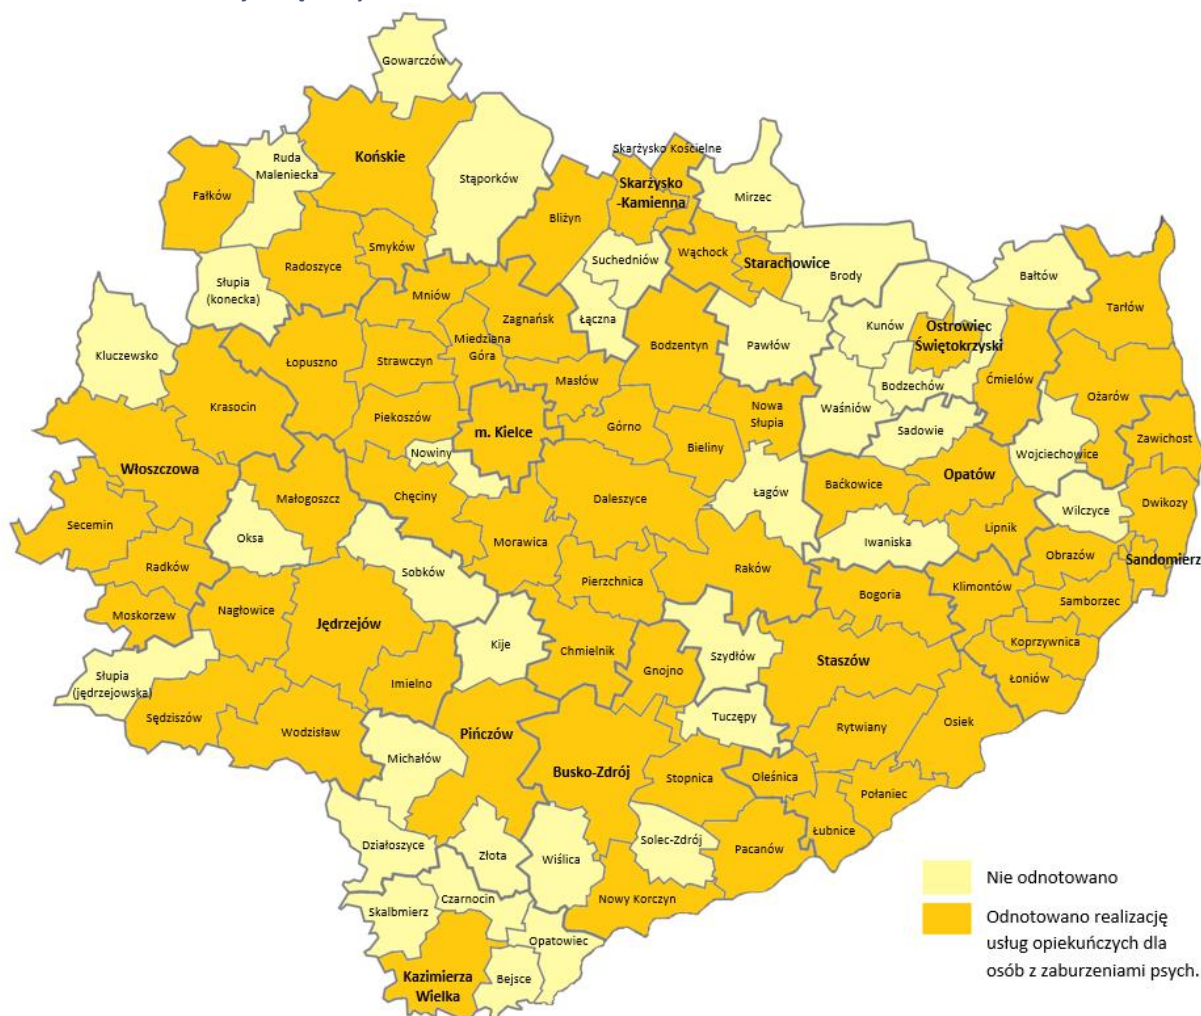 Gowarczów
Końskie
Ruda
Maleniecka
Fałków
Stąporków
Skarżysko Kościelne
Skarżysko
-Kamienna
Mirzec
Bliżyn
Smyków
Radoszyce
Słupia
(konecka)
Suchedniów
Wąchock
Starachowice
Brody
Bałtów
Tarłów
Mniów
Zagnańsk
Łączna
Kluczewsko
Łopuszno
Strawczyn
Miedziana
Góra
Bodzentyn
Pawłów
Kunów
Ostrowiec
Świętokrzyski
Bodzechów
Ćmielów
Ożarów
Masłów
Krasocin
Piekoszów
m. Kielce
Górno
Nowa
Słupia
Waśniów
Sadowie
Zawichost
Nowiny
Bieliny
Wojciechowice
Włoszczowa
Małogoszcz
Chęciny
Daleszyce
Łagów
Baćkowice
Opatów
Dwikozy
Wilczyce
Secemin
Oksa
Morawica
Iwaniska
Lipnik
Radków
Sobków
Pierzchnica
Raków
Obrazów
Sandomierz
Moskorzew
Nagłowice
Bogoria
Klimontów
Samborzec
Jędrzejów
Kije
Chmielnik
Szydłów
Staszów
Koprzywnica
Słupia
(jędrzejowska)
Imielno
Gnojno
Łoniów
Sędziszów
Wodzisław
Pińczów
Tuczępy
Rytwiany
Osiek
Michałów
Busko-Zdrój
Stopnica
Oleśnica
Połaniec
Działoszyce
Złota
Wiślica
Solec-Zdrój
Pacanów
Łubnice
Skalbmierz
Czarnocin
Nowy Korczyn
Opatowiec
Kazimierza
Wielka
Bejsce
Nie odnotowano
Odnotowano realizację
usług opiekuńczych dla
osób z zaburzeniami psych.